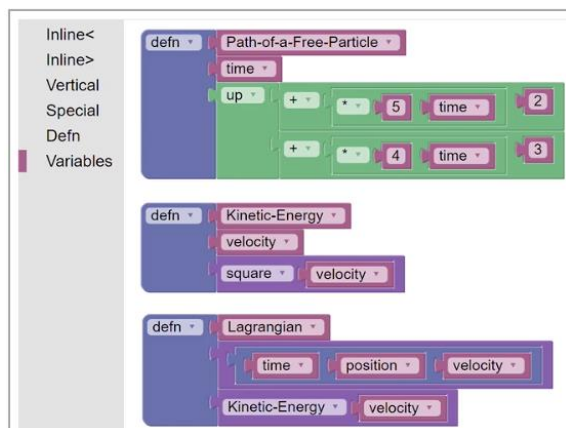 Inline<
Inline>
Vertical
Special
Defn
Variables
defn Path-of-a-Free-Particle
time
up + * 5 time 2
+ * 4 time 3
defn Kinetic-Energy
velocity
square velocity
defn Lagrangian
time position velocity
Kinetic-Energy velocity